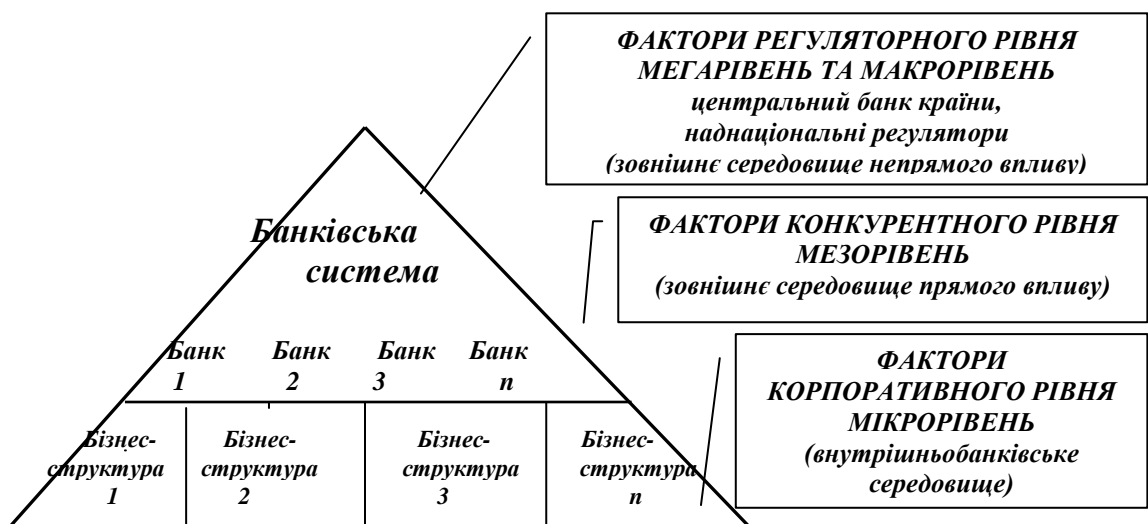 ФАКТОРИ РЕГУЛЯТОРНОГО РІВНЯ
МЕГАРІВЕНЬ ТА МАКРОРІВЕНЬ
центральний банк країни,
наднаціональні регулятори
(зовнішнє середовище непрямого впливу)
Банківська
система
ФАКТОРИ КОНКУРЕНТНОГО РІВНЯ
МЕЗОРІВЕНЬ
(зовнішнє середовище прямого впливу)
Банк
1
Банк
2
Банк
3
Банк
n
ФАКТОРИ
КОРПОРАТИВНОГО РІВНЯ
МІКРОРІВЕНЬ
(внутрішньобанківське
середовище)
Бізнес-
структура
1
Бізнес-
структура
2
Бізнес-
структура
3
Бізнес-
структура
n